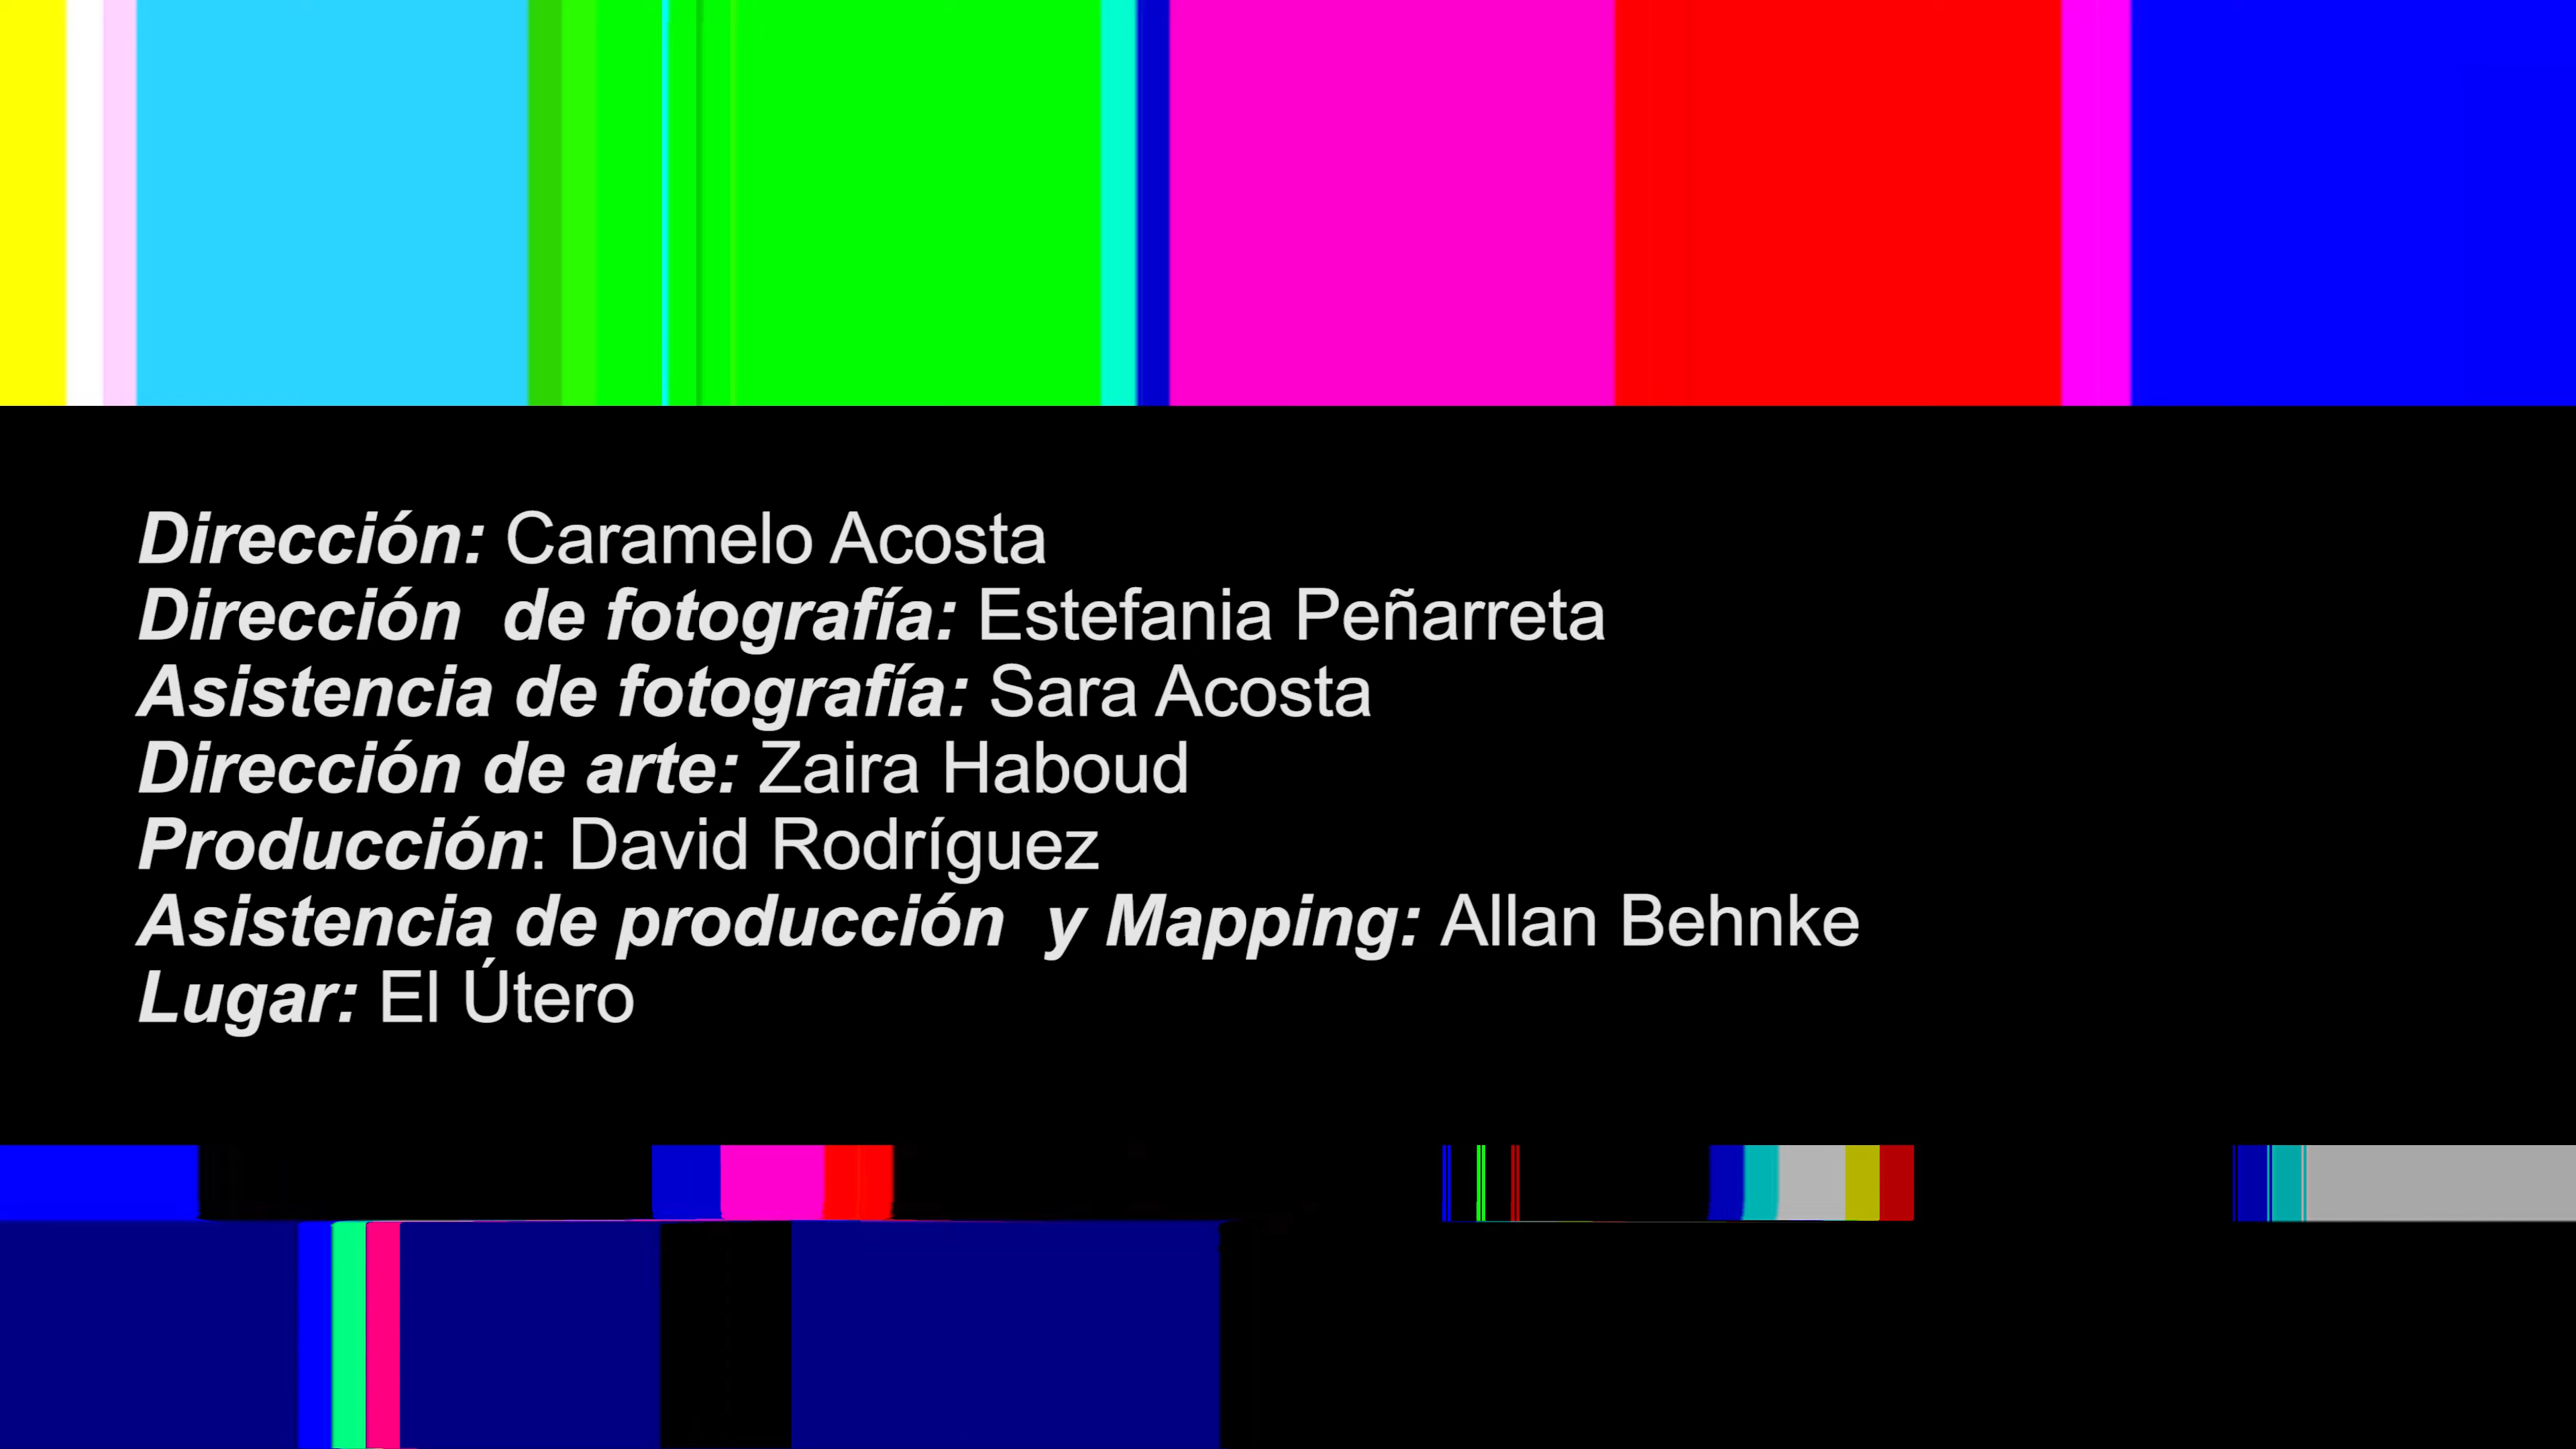 Dirección: Caramelo Acosta
Dirección  de fotografía: Estefania Peñarreta
Asistencia de fotografía: Sara Acosta
Dirección de arte: Zaira Haboud
Producción: David Rodríguez
Asistencia de producción  y Mapping: Allan Behnke
Lugar: El Útero